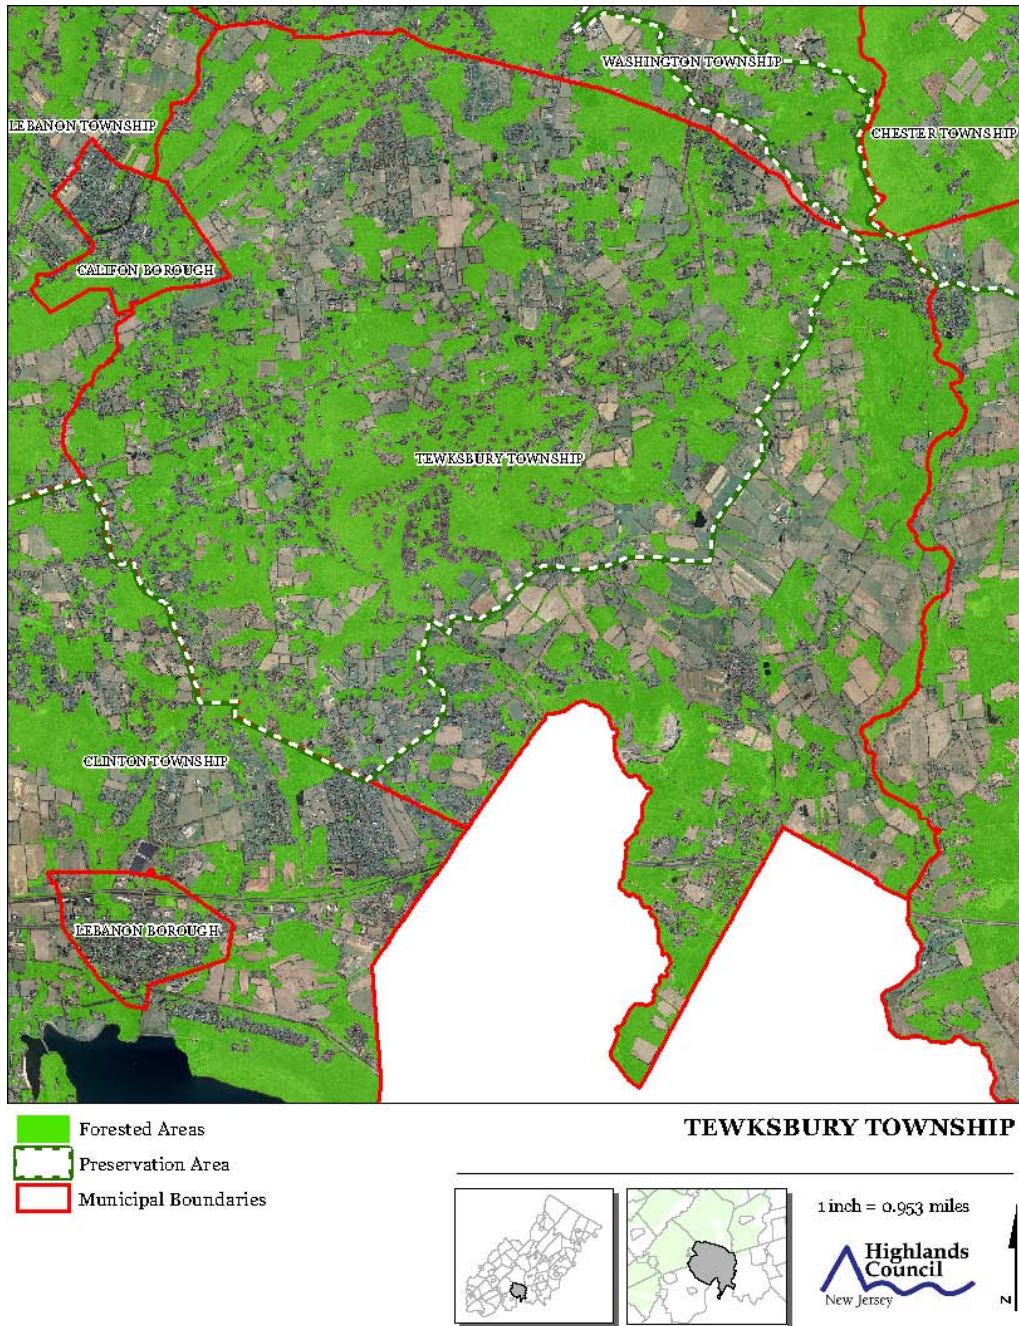 WASHINGTON TOWNSHIP
LEBANON TOWNSHIP
CHESTER TOWNSHIP
CALIFON BOROUGH
TEWKSBURY TOWNSHIP
CLINTON TOWNSHIP
LEBANON BOROUGH
Forested Areas
Preservation Area
Municipal Boundaries
TEWKSBURY TOWNSHIP
1 inch = 0.953 miles
Highlands
Council
New Jersey
N